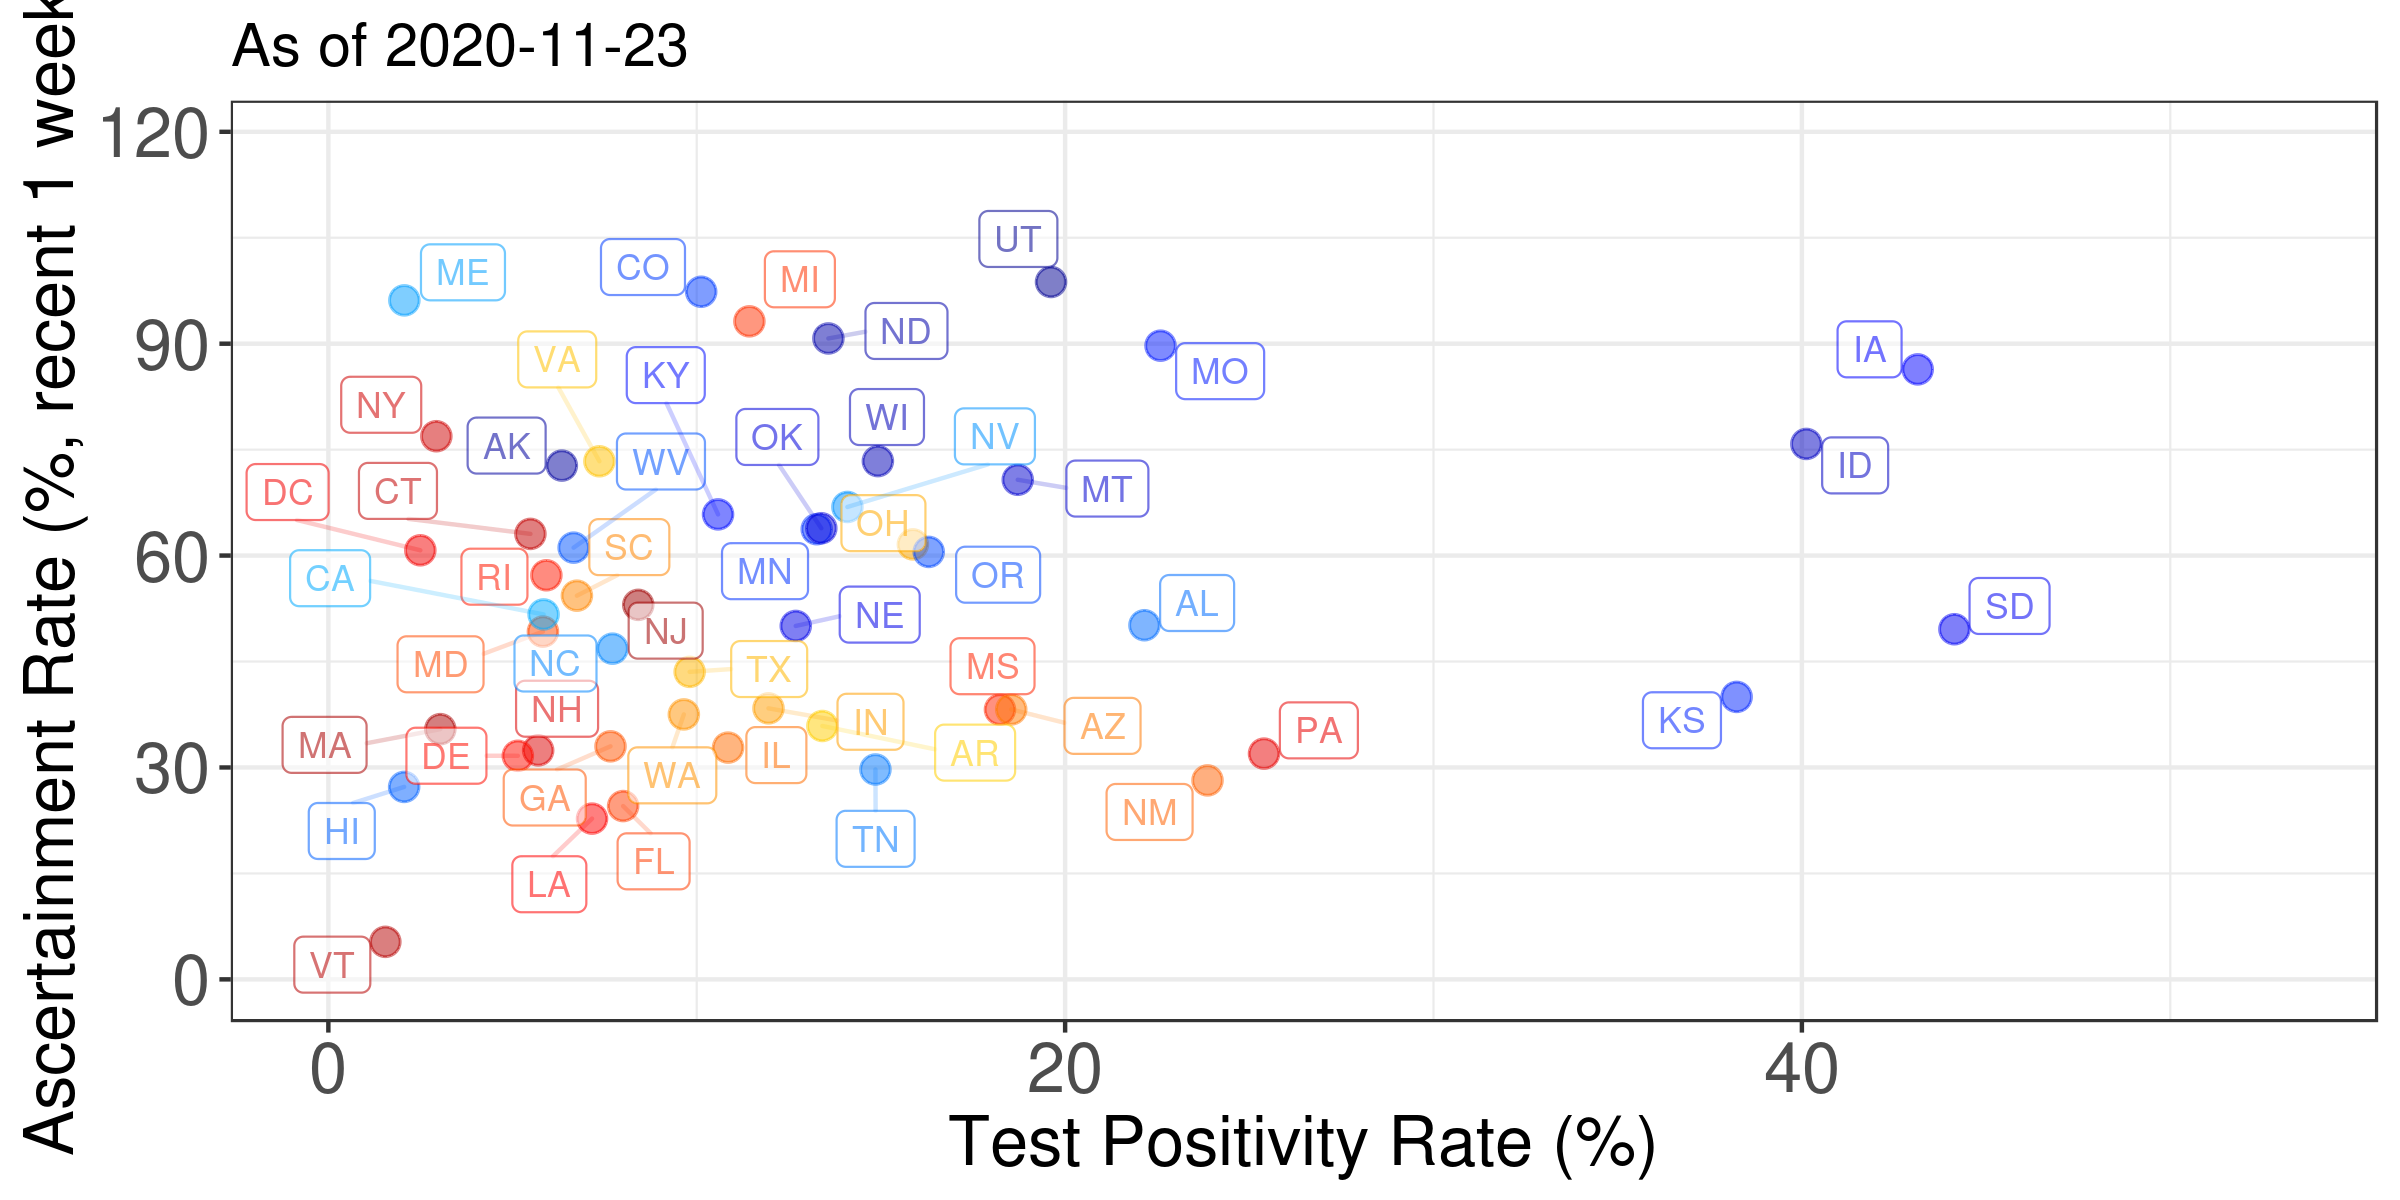 As of 2020-11-23
Ascertainment Rate (%, recent 1 week
120
90
60
30
0
UT
ME
CO
MI
ND
VA
KY
MO
IA
NY
AK
WV
OK
WI
NV
MT
ID
DC
CT
SC
OH
CA
RI
MN
OR
NE
AL
SD
NJ
MD
NC
TX
MS
NH
IN
AZ
KS
PA
MA
DE
IL
AR
GA
WA
NM
HI
TN
FL
LA
VT
0
20
40
Test Positivity Rate (%)